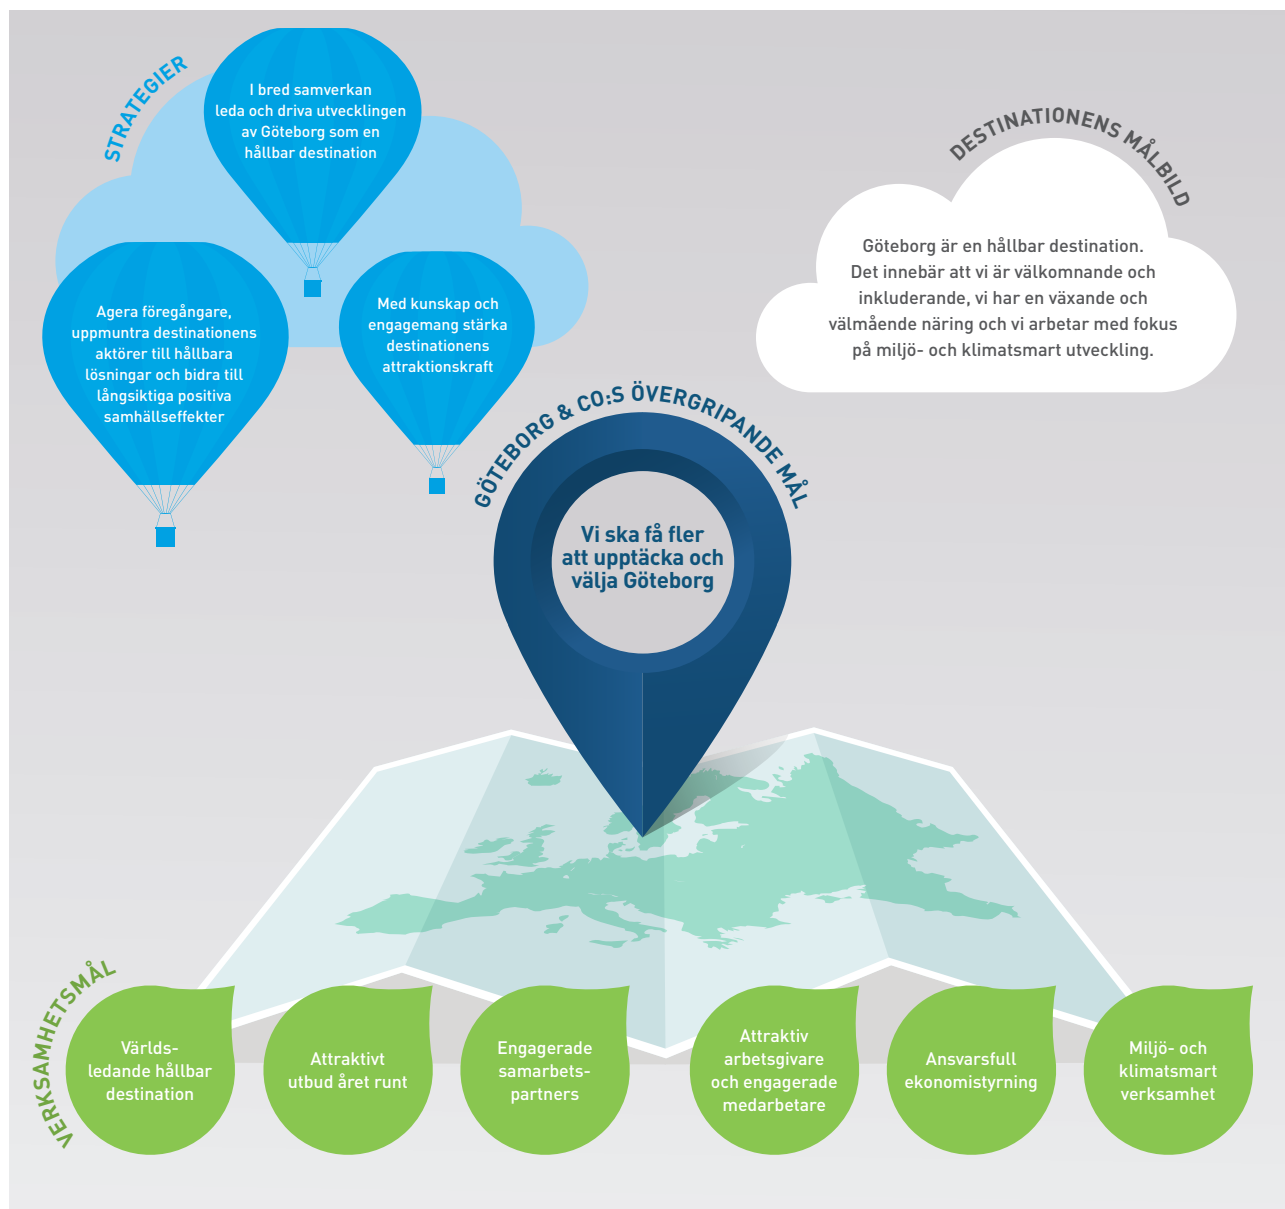 STRATEGIER
I bred samverkan
leda och driva utvecklingen
av Göteborg som en
hållbar destination
Agera föregångare,
uppmuntra destinationens
aktörer till hållbara
lösningar och bidra till
långsiktiga positiva
samhällseffekter
Med kunskap och
engagemang stärka
destinationens
attraktionskraft
DESTINATIONENS MÅLBILD
Göteborg är en hållbar destination.
Det innebär att vi är välkomnande och
inkluderande, vi har en växande och
välmående näring och vi arbetar med fokus
på miljö- och klimatsmart utveckling.
GÖTEBORG & CO:S ÖVERGRIPANDE MÅL
Vi ska få fler
att upptäcka och
välja Göteborg
VERKSAMHETSMÅL
Världs-
ledande hållbar
destination
Attraktivt
utbud året runt
Engagerade
samarbets-
partners
Attraktiv
arbetsgivare
och engagerade
medarbetare
Ansvarsfull
ekonomistyrning
Miljö- och
klimatsmart
verksamhet